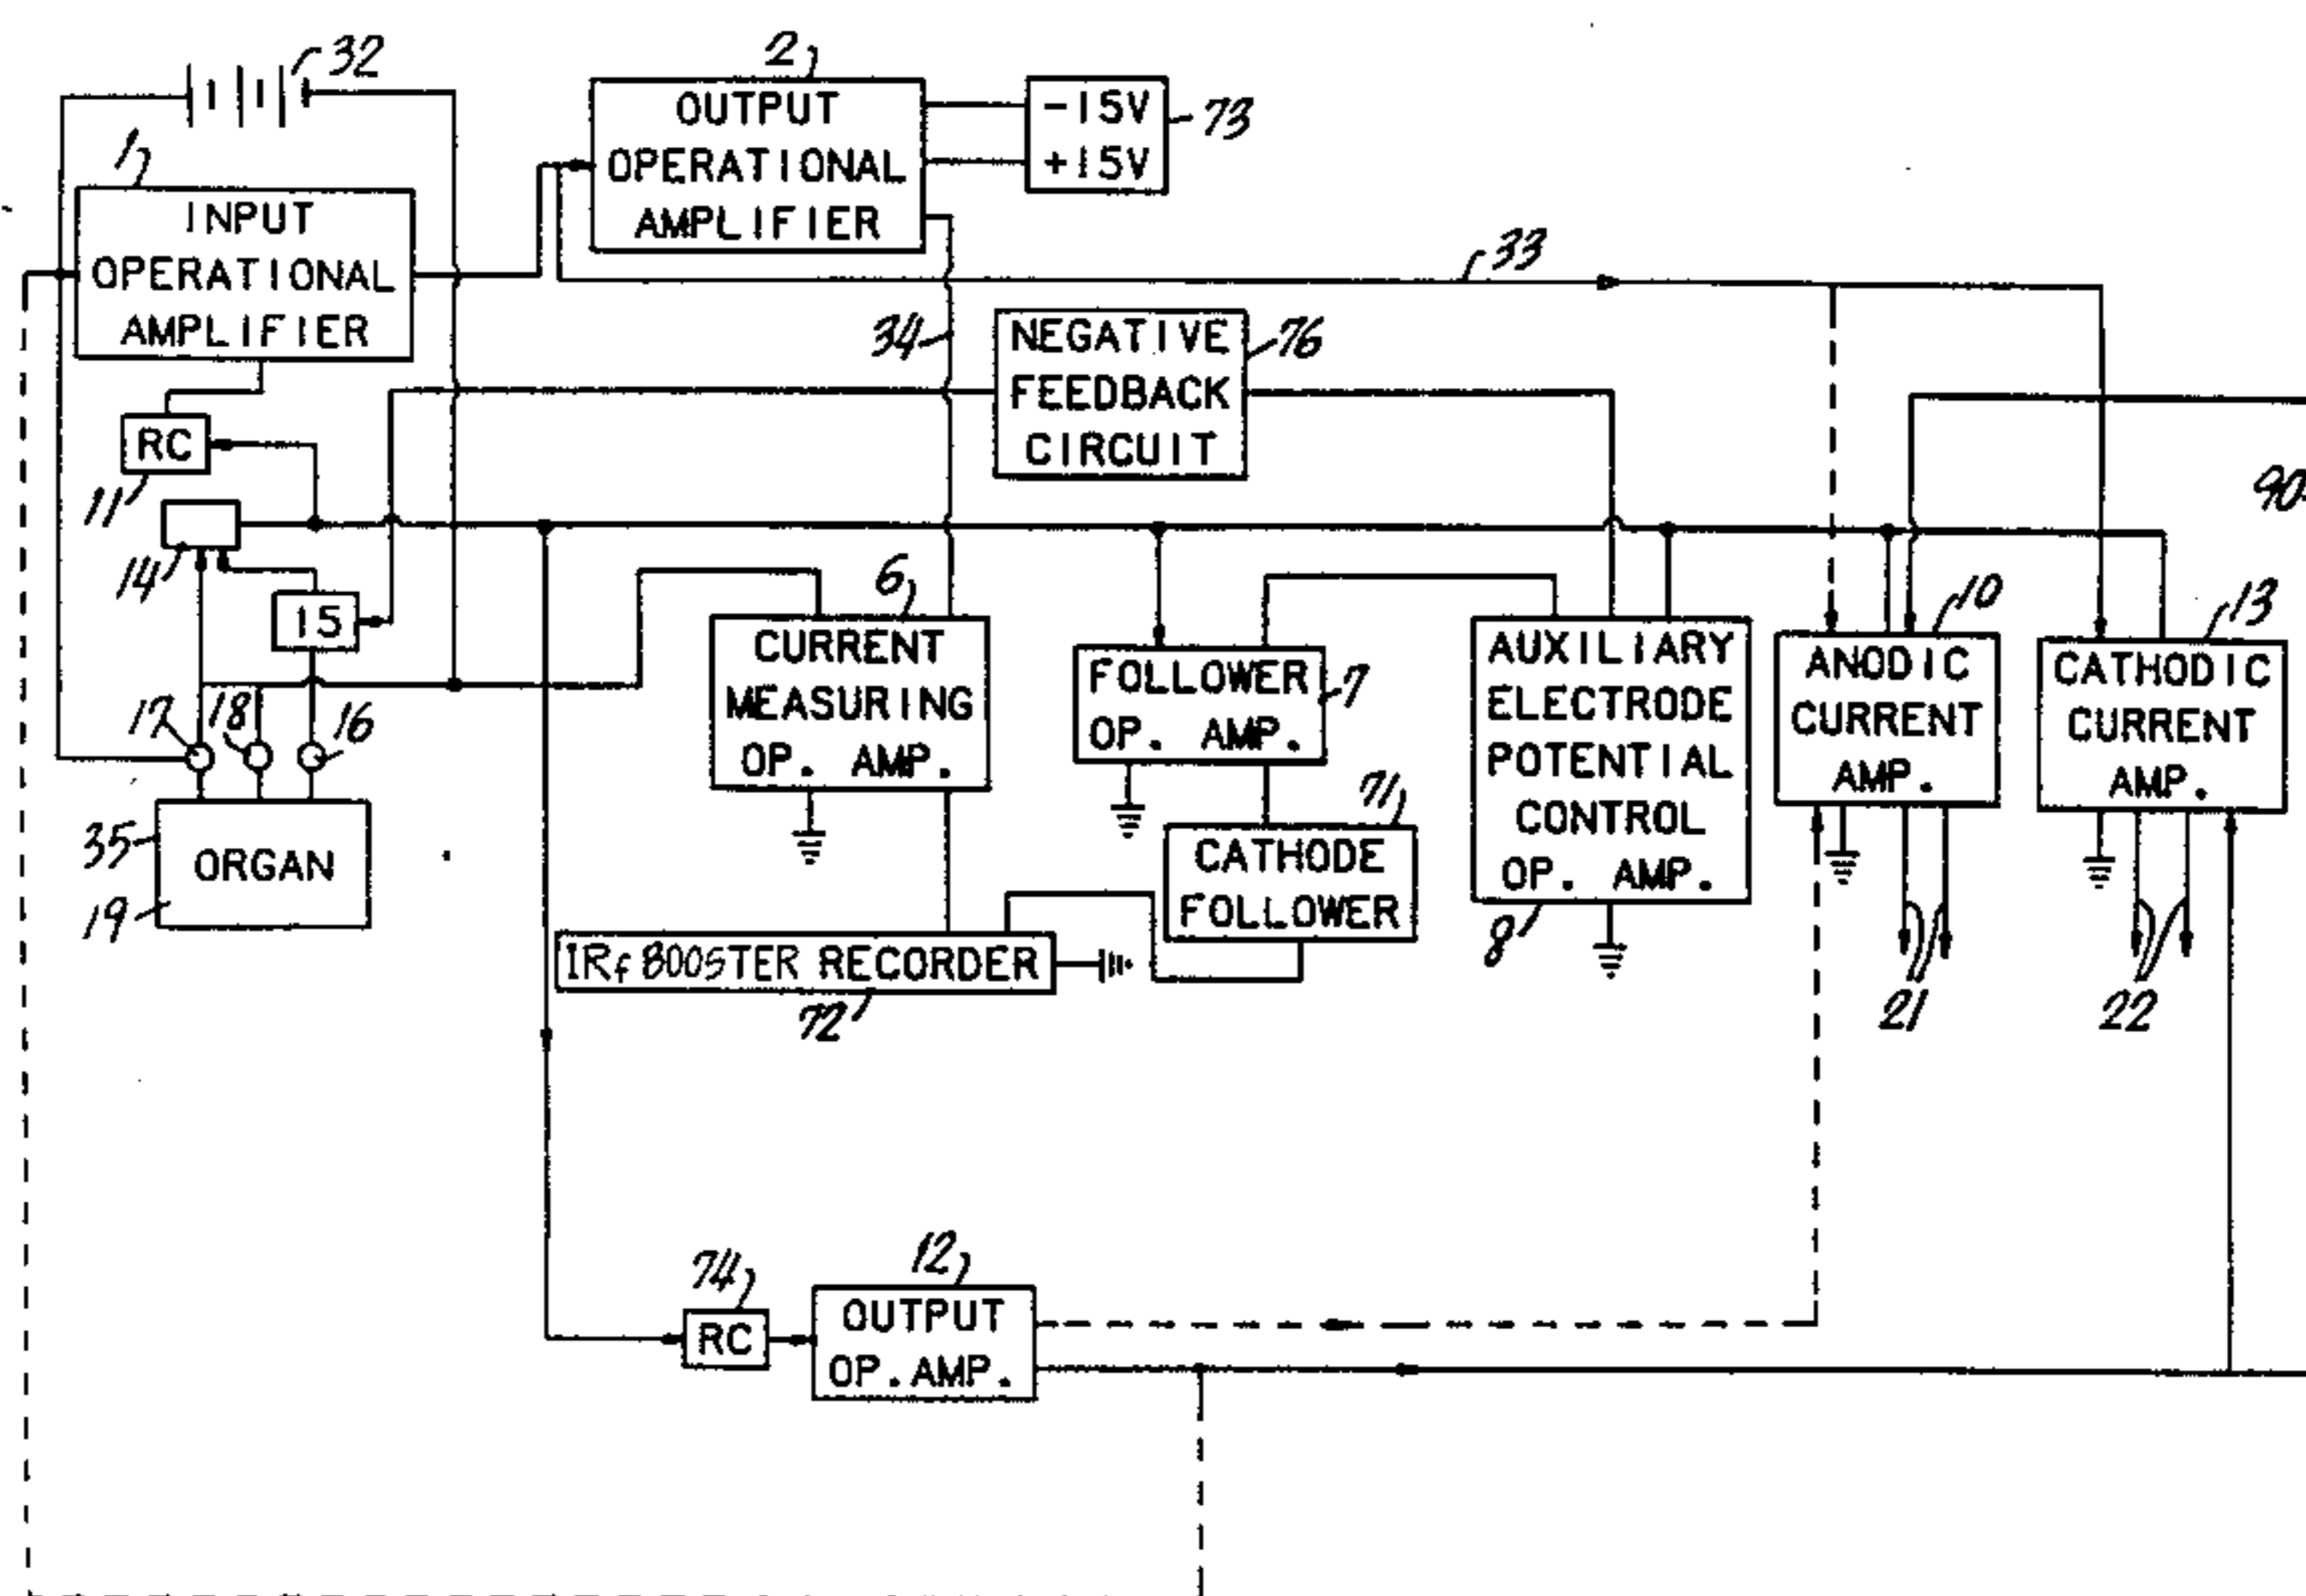 32
2
OUTPUT
OPERATIONAL
AMPLIFIER
-15V
+15V
73
1
INPUT
OPERATIONAL
AMPLIFIER
33
34
NEGATIVE
FEEDBACK
CIRCUIT
76
RC
11
90
14
15
6
CURRENT
MEASURING
OP. AMP.
FOLLOWER
OP. AMP.
7
AUXILIARY
ELECTRODE
POTENTIAL
CONTROL
OP. AMP.
8
10
ANODIC
CURRENT
AMP.
13
CATHODIC
CURRENT
AMP.
17
18
16
35
ORGAN
19
71
CATHODE
FOLLOWER
IRf BOOSTER RECORDER
72
21
22
74
RC
12
OUTPUT
OP. AMP.